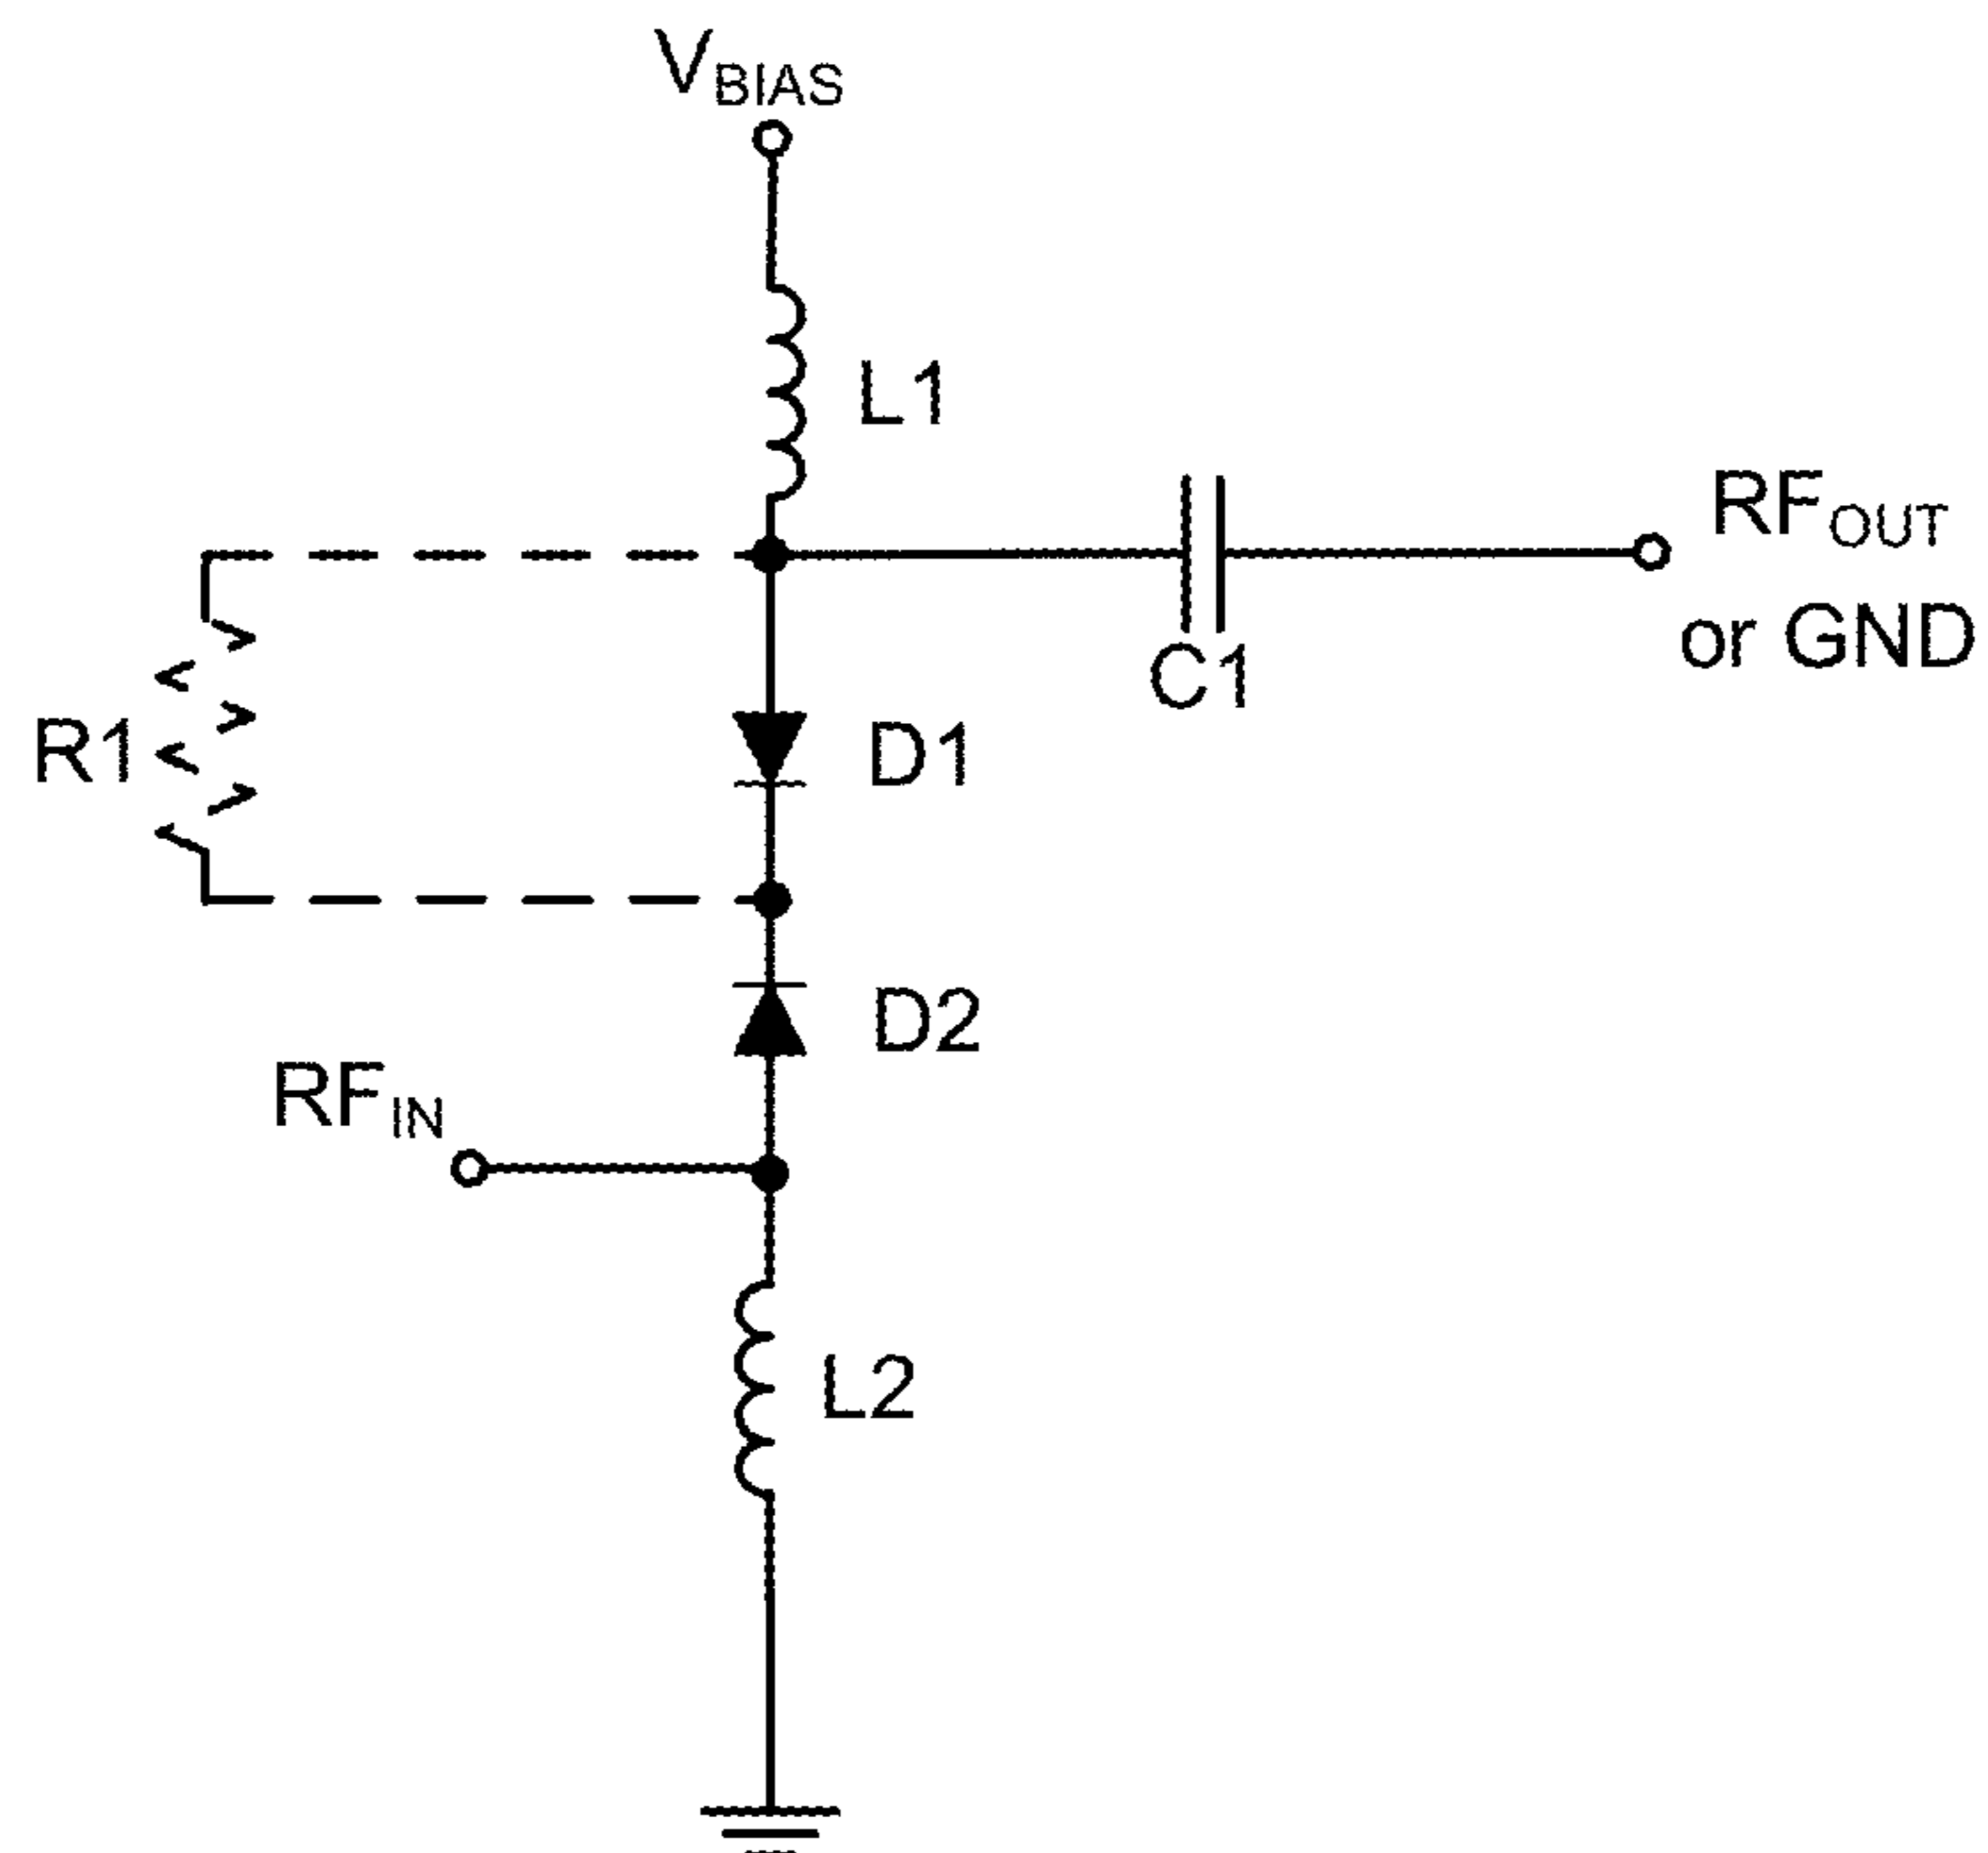 VBIAS
L1
RFOUT
or GND
C1
R1
D1
D2
RFIN
L2